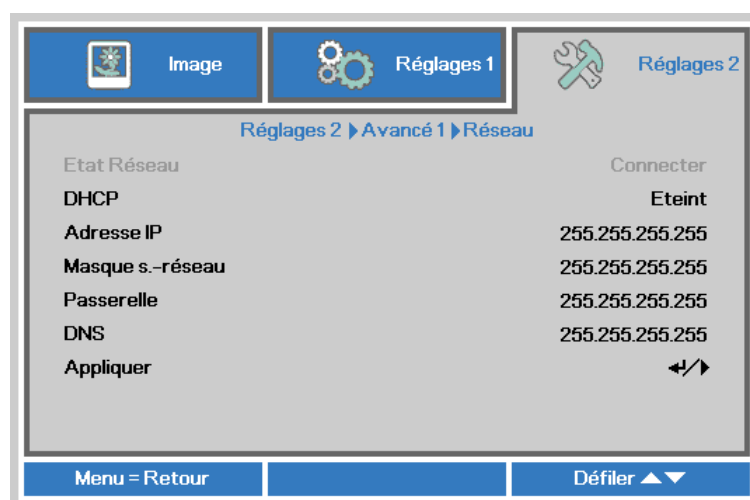 Image
Réglages 1
Réglages 2
Réglages 2 ▶ Avancé 1 ▶ Réseau
Etat Réseau Connecter
DHCP Eteint
Adresse IP 255.255.255.255
Masque s.-réseau 255.255.255.255
Passerelle 255.255.255.255
DNS 255.255.255.255
Appliquer ↵/▶
Menu = Retour
Défiler ▲▼